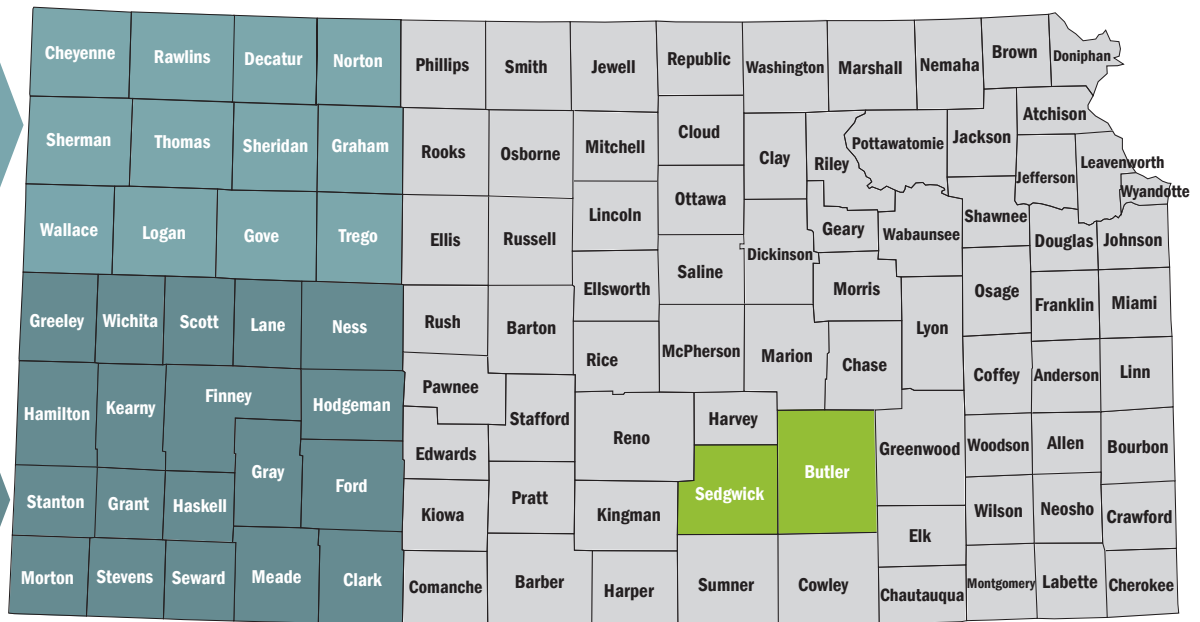 Cheyenne
Rawlins
Decatur
Norton
Phillips
Smith
Jewell
Republic
Washington
Marshall
Nemaha
Brown
Doniphan
Sherman
Thomas
Sheridan
Graham
Rooks
Osborne
Mitchell
Cloud
Clay
Riley
Pottawatomie
Jackson
Atchison
Jefferson
Leavenworth
Wyandotte
Wallace
Logan
Gove
Trego
Ellis
Russell
Lincoln
Ottawa
Saline
Dickinson
Geary
Wabaunsee
Shawnee
Douglas
Johnson
Greeley
Wichita
Scott
Lane
Ness
Rush
Barton
Ellsworth
Rice
McPherson
Marion
Morris
Chase
Lyon
Osage
Franklin
Miami
Hamilton
Kearny
Finney
Hodgeman
Pawnee
Stafford
Reno
Harvey
Butler
Greenwood
Coffey
Anderson
Linn
Stanton
Grant
Haskell
Gray
Ford
Edwards
Kiowa
Pratt
Kingman
Sedgwick
Elk
Woodson
Allen
Bourbon
Wilson
Neosho
Crawford
Morton
Stevens
Seward
Meade
Clark
Comanche
Barber
Harper
Sumner
Cowley
Chautauqua
Montgomery
Labette
Cherokee